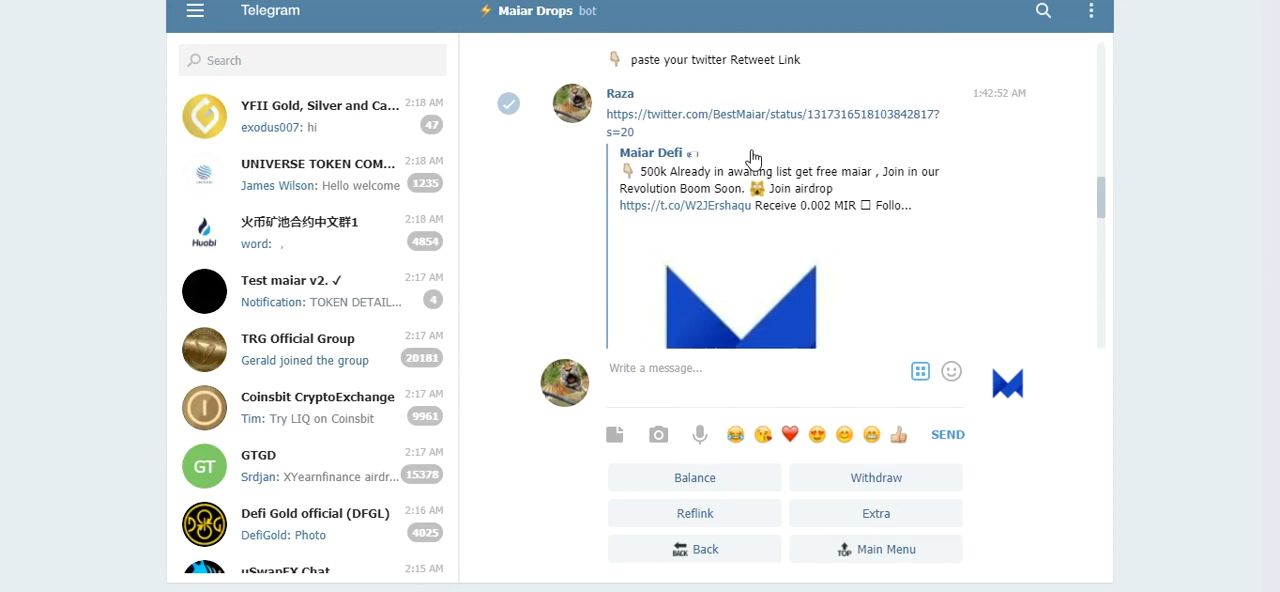 Telegram
⚡ Maiar Drops bot
Search
YFII Gold, Silver and Ca... 2:18 AM
exodus007: hi 47
UNIVERSE TOKEN COM... 2:18 AM
James Wilson: Hello welcome 1235
火币矿池合约中文群1 2:18 AM
word: , 4854
Huobi
Test maiar v2. ✓ 2:17 AM
Notification: TOKEN DETAIL... 4
TRG Official Group 2:17 AM
Gerald joined the group 20181
Coinsbit CryptoExchange 2:17 AM
Tim: Try LIQ on Coinsbit 9961
GTGD 2:17 AM
GT
Srdjan: XYearnfinance airdr... 15378
Defi Gold official (DFGL) 2:16 AM
DefiGold: Photo 4025
uSwapFX Chat 2:15 AM
👇 paste your twitter Retweet Link
Raza 1:42:52 AM
https://twitter.com/BestMaiar/status/1317316518103842817?
s=20
Maiar Defi
👇 500k Already in awaiting list get free maiar , Join in our
Revolution Boom Soon. 🙀 Join airdrop
https://t.co/W2JErshaqu Receive 0.002 MIR □ Follo...
Write a message...
😂 😘 ❤️ 😍 😊 😁 👍 SEND
Balance
Withdraw
Reflink
Extra
🔙 Back
🔝 Main Menu